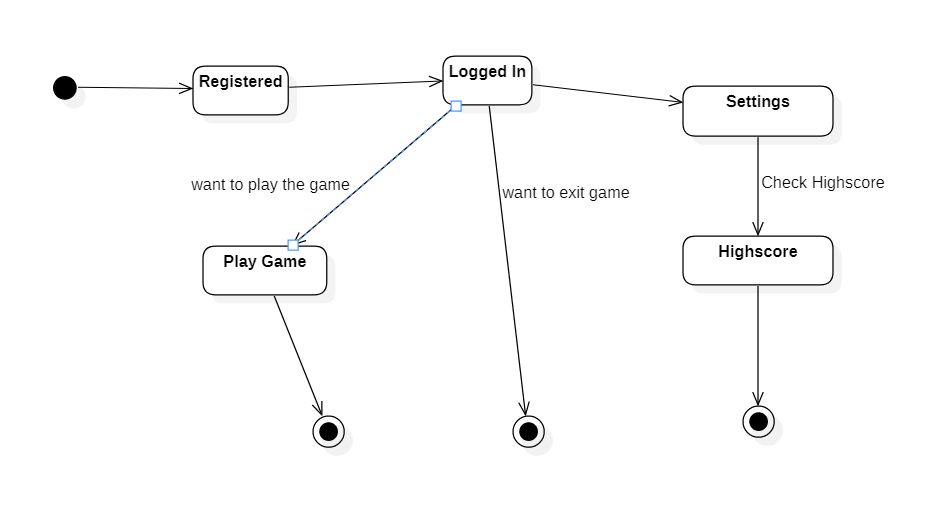 Registered
Logged In
Settings
want to play the game
want to exit game
Check Highscore
Play Game
Highscore